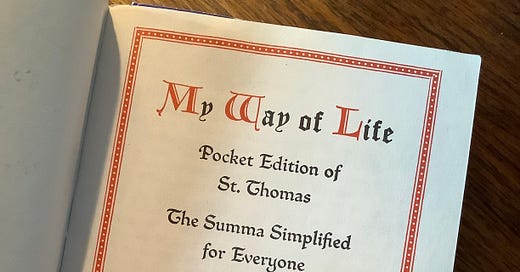 My Way of Life
Pocket Edition of
St. Thomas
The Summa Simplified
for Everyone